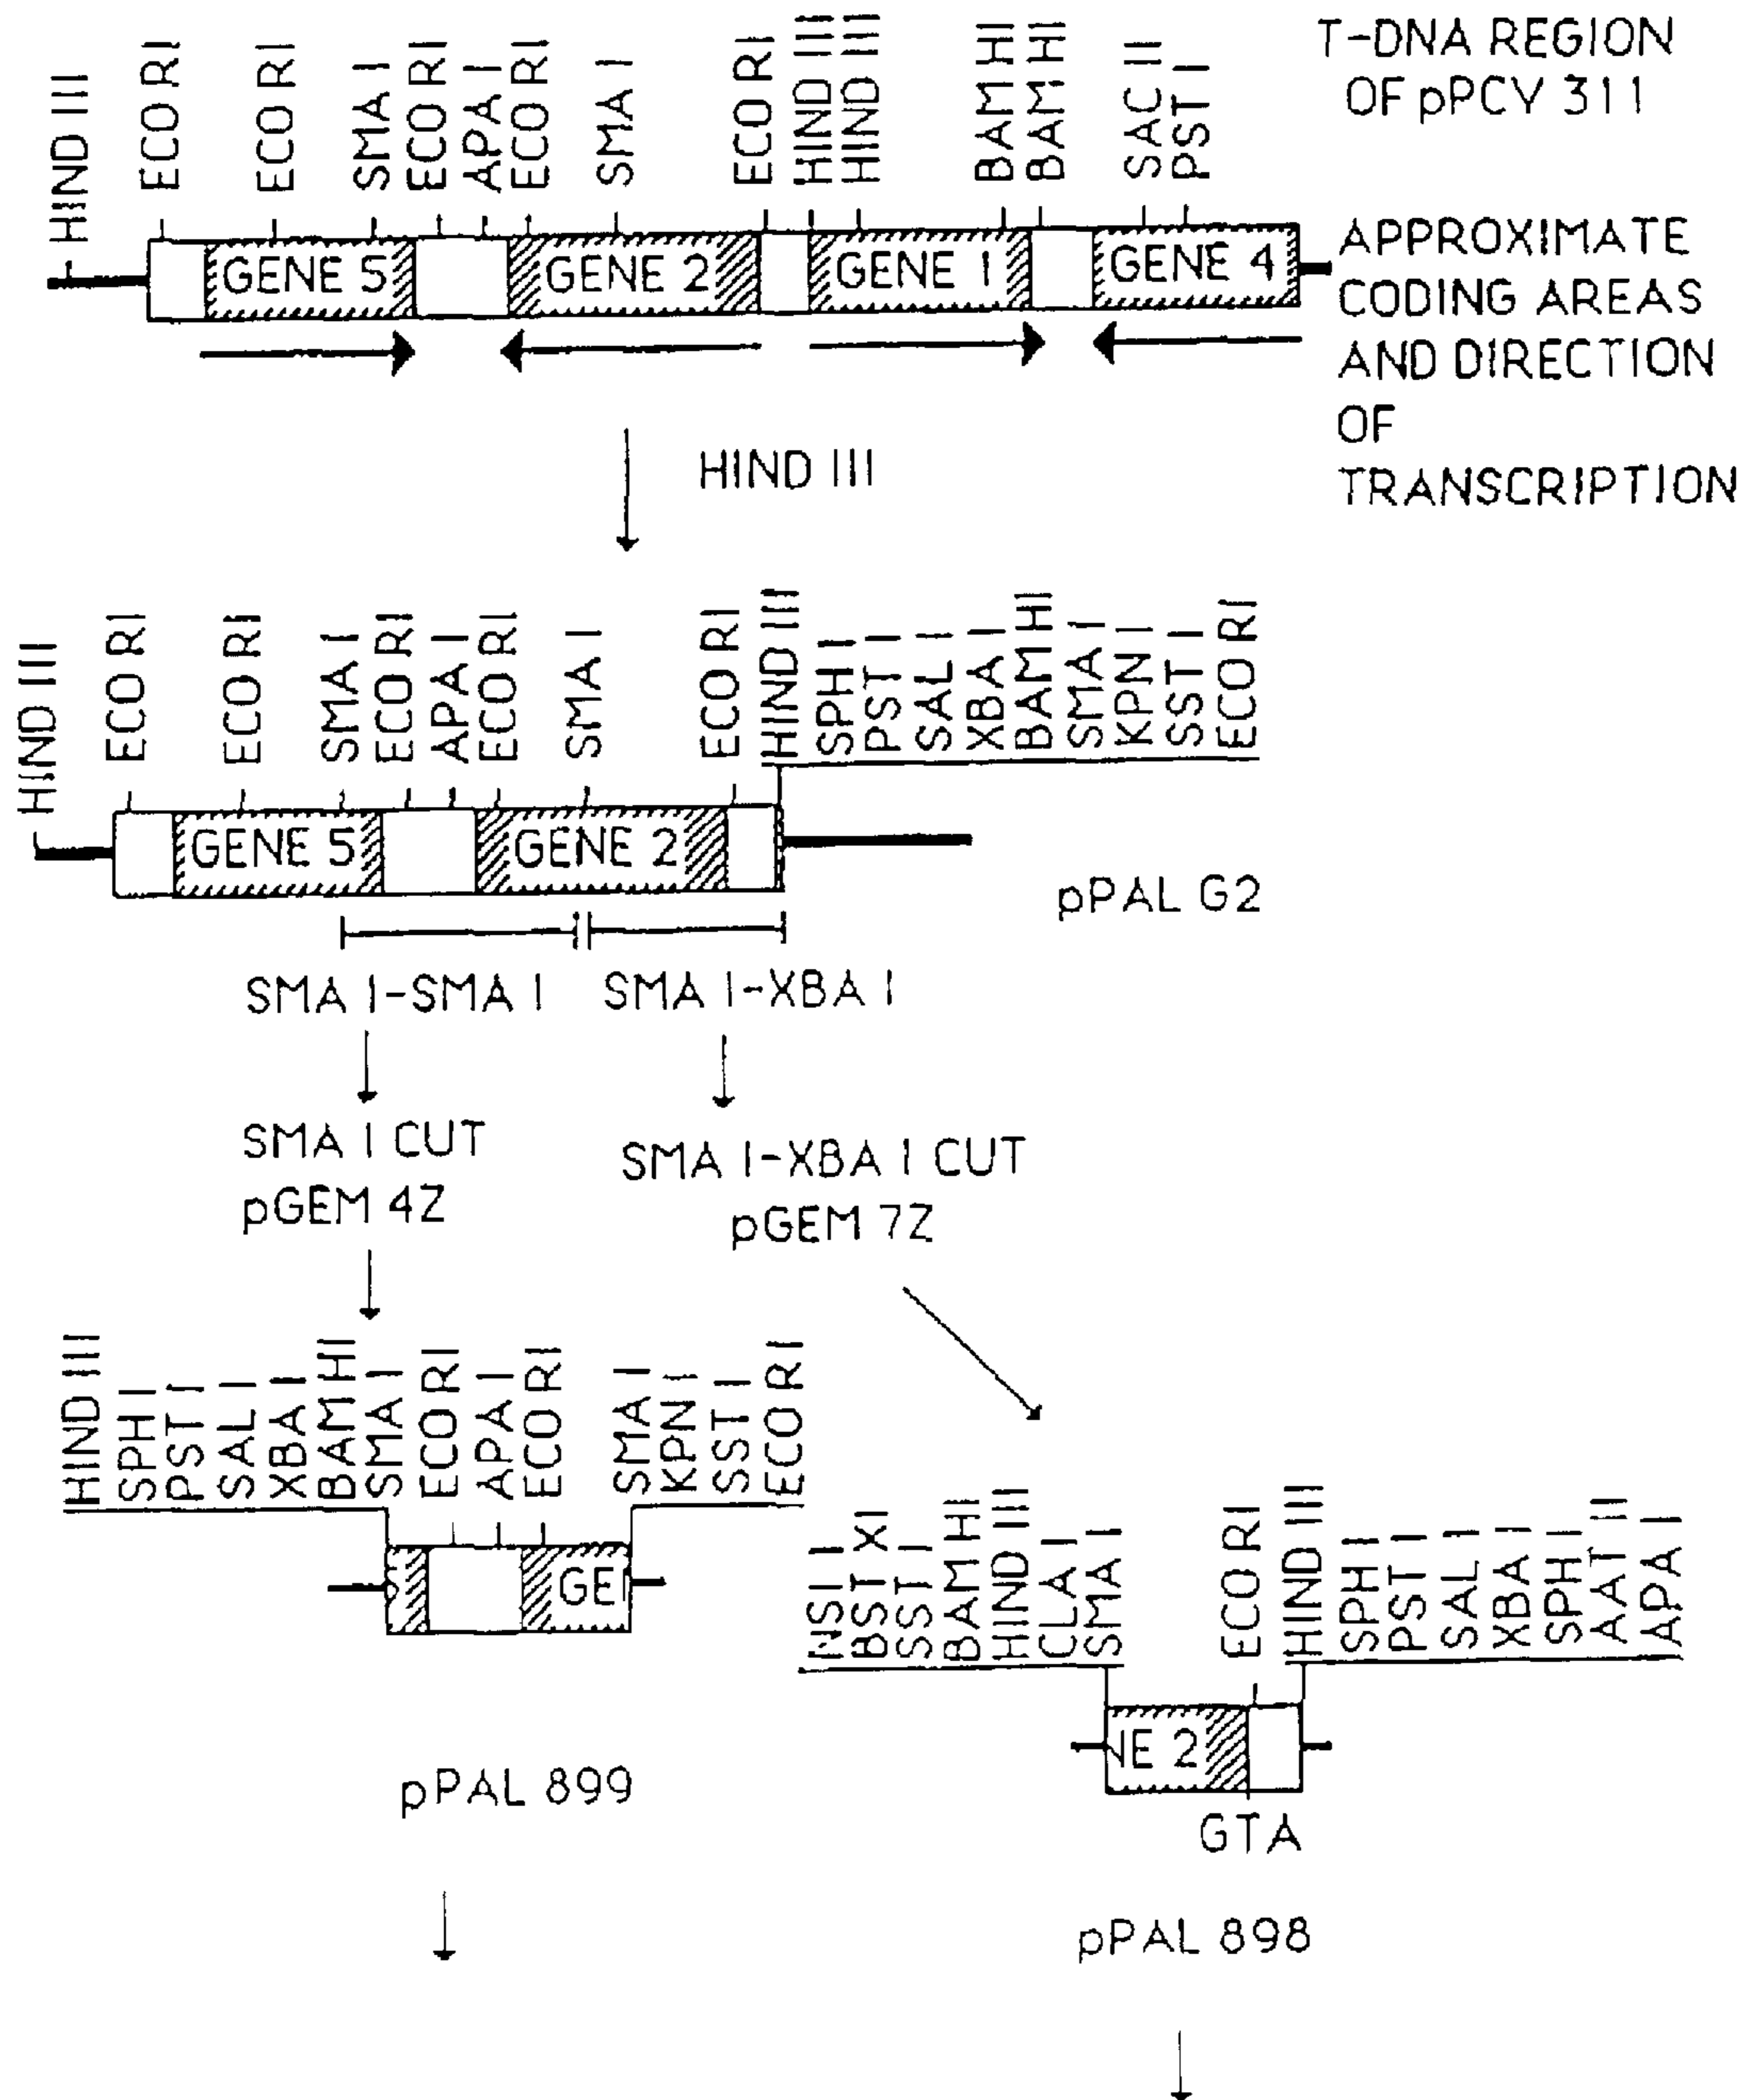 T-DNA REGION
OF pPCV 311
HIND III
ECO RI
ECO RI
SMA I
ECO RI
APA I
ECO RI
SMA I
ECO RI
HIND III
HIND III
BAM HI
BAM HI
SAC II
PST I
GENE 5
GENE 2
GENE 1
GENE 4
APPROXIMATE
CODING AREAS
AND DIRECTION
OF
TRANSCRIPTION
HIND III
HIND III
ECO RI
ECO RI
SMA I
ECO RI
APA I
ECO RI
SMA I
ECO RI
HIND III
SPH I
PST I
SAL I
XBA I
BAM HI
SMA I
KPN I
SST I
ECO RI
GENE 5
GENE 2
pPAL G2
SMA I-SMA I
SMA I-XBA I
SMA I CUT
pGEM 4Z
SMA I-XBA I CUT
pGEM 7Z
HIND III
SPH I
PST I
SAL I
XBA I
BAM HI
SMA I
ECO RI
APA I
ECO RI
SMA I
KPN I
SST I
ECO RI
GE
pPAL 899
NSI I
BST XI
SST I
BAM HI
HIND III
CLA I
SMA I
ECO RI
HIND III
SPH I
PST I
SAL I
XBA I
SPH I
AAT II
APA I
NE 2
GTA
pPAL 898